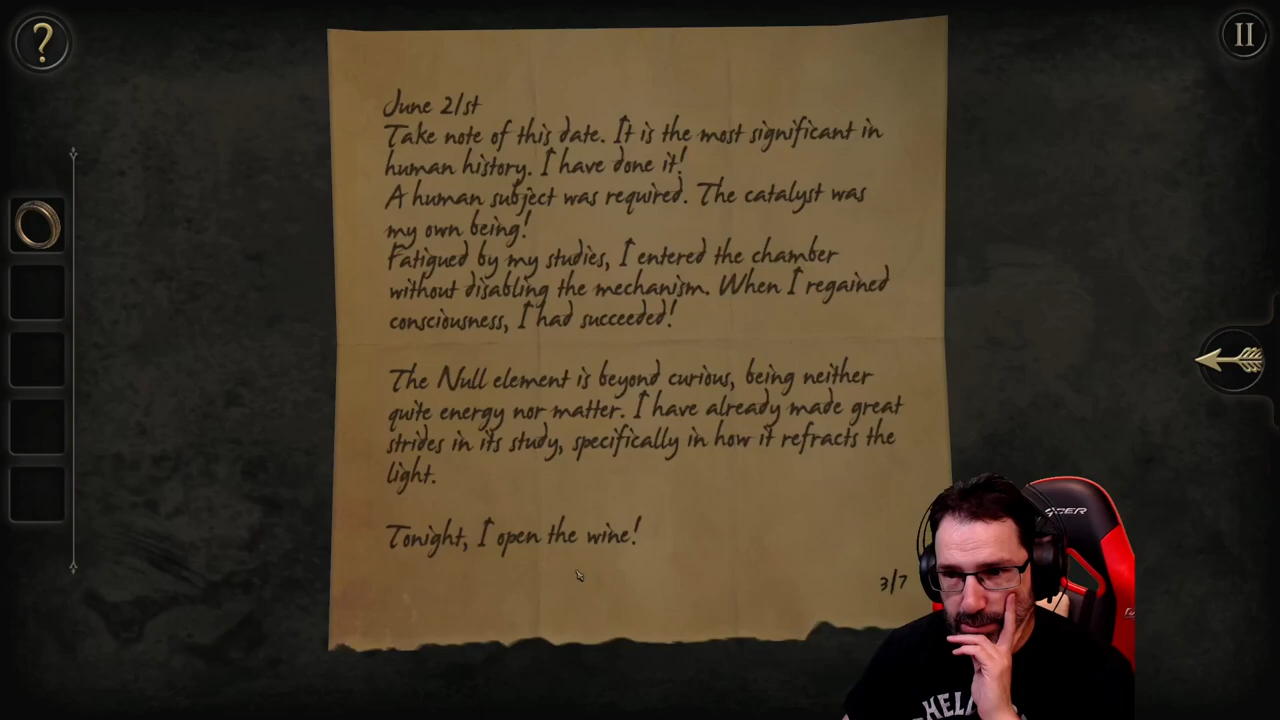 ?
II
June 21st
Take note of this date. It is the most significant in
human history. I have done it!
A human subject was required. The catalyst was
my own being!
Fatigued by my studies, I entered the chamber
without disabling the mechanism. When I regained
consciousness, I had succeeded!
The Null element is beyond curious, being neither
quite energy nor matter. I have already made great
strides in its study, specifically in how it refracts the
light.
Tonight, I open the wine!
3/7